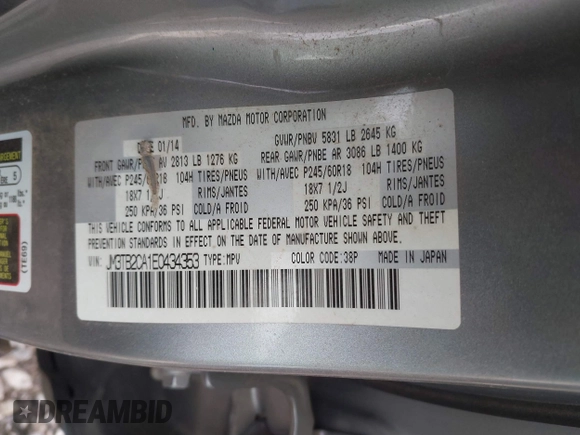 MFD. BY MAZDA MOTOR CORPORATION
DATE 01/14 GVWR/PNBV 5831 LB 2645 KG
FRONT GAWR/ AV 2813 LB 1276 KG REAR GAWR/PNBE AR 3086 LB 1400 KG
WITH/AVEC P245/60R18 104H TIRES/PNEUS WITH/AVEC P245/60R18 104H TIRES/PNEUS
18X7 1/2J RIMS/JANTES 18X7 1/2J RIMS/JANTES
250 KPA/36 PSI COLD/A FROID 250 KPA/36 PSI COLD/A FROID
THIS VEHICLE CONFORMS TO ALL APPLICABLE FEDERAL MOTOR VEHICLE SAFETY AND THEFT
PREVENTION STANDARDS IN EFFECT, ON THE DATE OF MANUFACTURE SHOWN ABOVE.
VIN: JM3TB2CA1E0434353 TYPE:MPV COLOR CODE:38P MADE IN JAPAN
(TE69)
DREAMBID